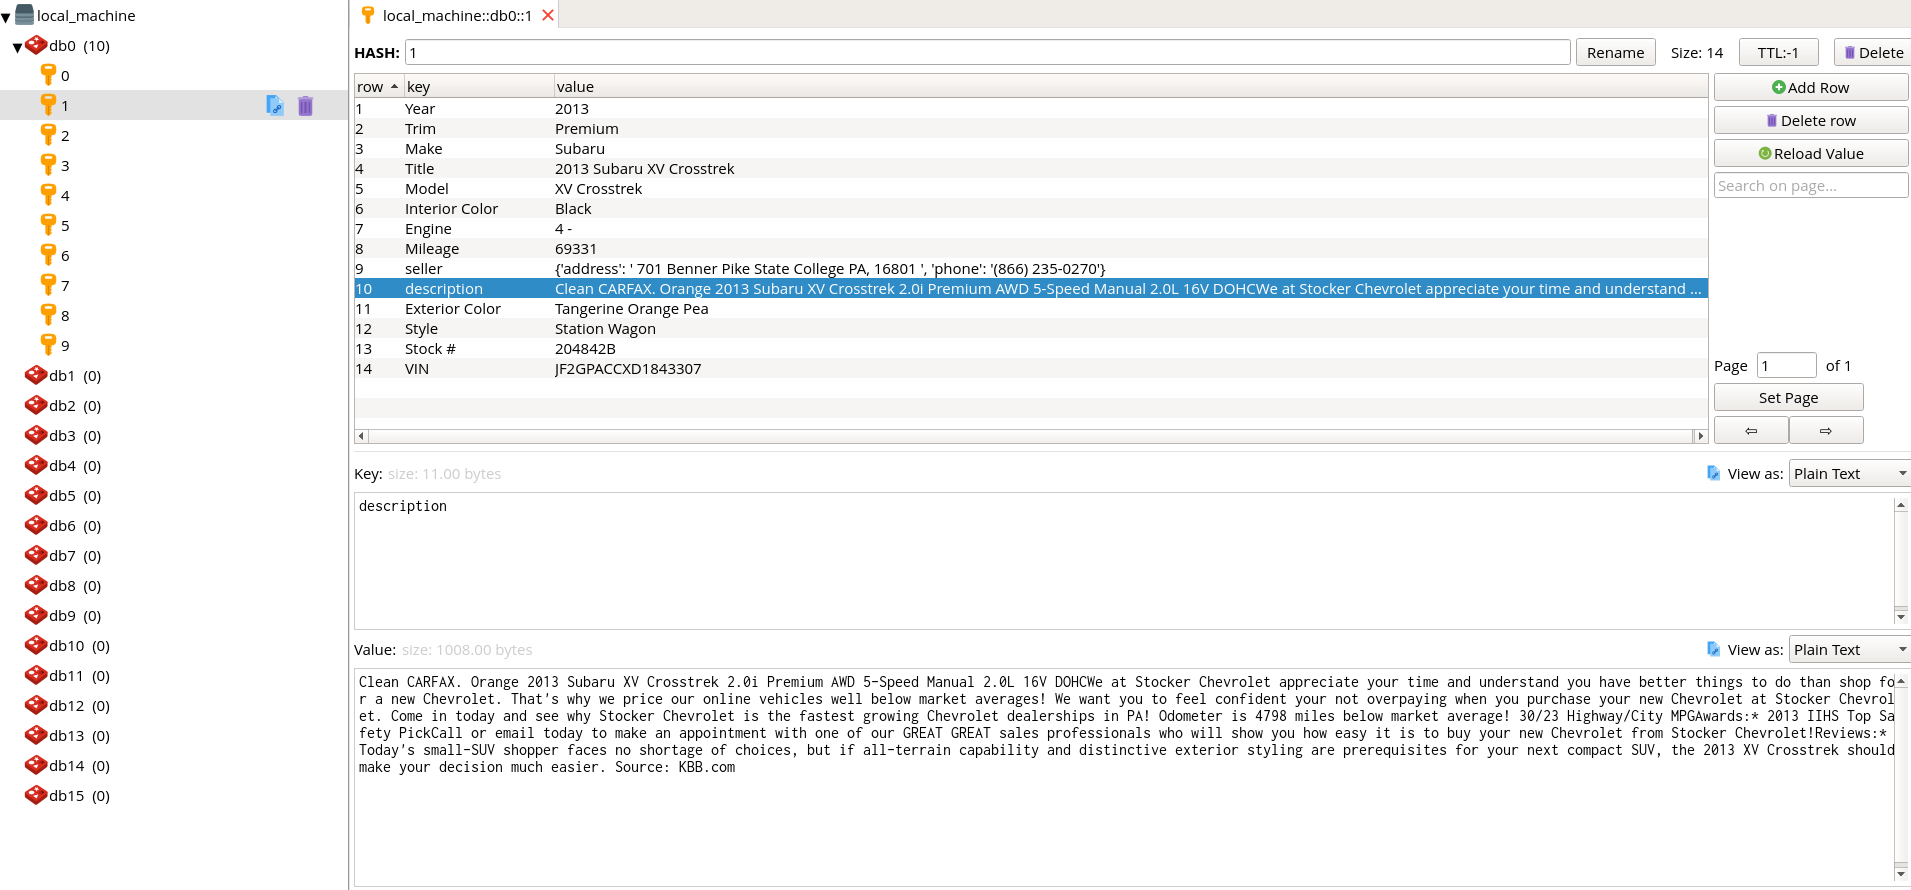 local_machine
db0 (10)
0
1
2
3
4
5
6
7
8
9
db1 (0)
db2 (0)
db3 (0)
db4 (0)
db5 (0)
db6 (0)
db7 (0)
db8 (0)
db9 (0)
db10 (0)
db11 (0)
db12 (0)
db13 (0)
db14 (0)
db15 (0)
local_machine::db0::1
HASH: 1 Rename Size: 14 TTL:-1 Delete
row key value
1 Year 2013
2 Trim Premium
3 Make Subaru
4 Title 2013 Subaru XV Crosstrek
5 Model XV Crosstrek
6 Interior Color Black
7 Engine 4 -
8 Mileage 69331
9 seller {'address': ' 701 Benner Pike State College PA, 16801 ', 'phone': '(866) 235-0270'}
10 description Clean CARFAX. Orange 2013 Subaru XV Crosstrek 2.0i Premium AWD 5-Speed Manual 2.0L 16V DOHCWe at Stocker Chevrolet appreciate your time and understand ...
11 Exterior Color Tangerine Orange Pea
12 Style Station Wagon
13 Stock # 204842B
14 VIN JF2GPACCXD1843307
Add Row
Delete row
Reload Value
Search on page...
Page 1 of 1
Set Page
⇦ ⇨
Key: size: 11.00 bytes View as: Plain Text
description
Value: size: 1008.00 bytes View as: Plain Text
Clean CARFAX. Orange 2013 Subaru XV Crosstrek 2.0i Premium AWD 5-Speed Manual 2.0L 16V DOHCWe at Stocker Chevrolet appreciate your time and understand you have better things to do than shop fo
r a new Chevrolet. That's why we price our online vehicles well below market averages! We want you to feel confident your not overpaying when you purchase your new Chevrolet at Stocker Chevrol
et. Come in today and see why Stocker Chevrolet is the fastest growing Chevrolet dealerships in PA! Odometer is 4798 miles below market average! 30/23 Highway/City MPGAwards:* 2013 IIHS Top Sa
fety PickCall or email today to make an appointment with one of our GREAT GREAT sales professionals who will show you how easy it is to buy your new Chevrolet from Stocker Chevrolet!Reviews:*
Today's small-SUV shopper faces no shortage of choices, but if all-terrain capability and distinctive exterior styling are prerequisites for your next compact SUV, the 2013 XV Crosstrek should
make your decision much easier. Source: KBB.com